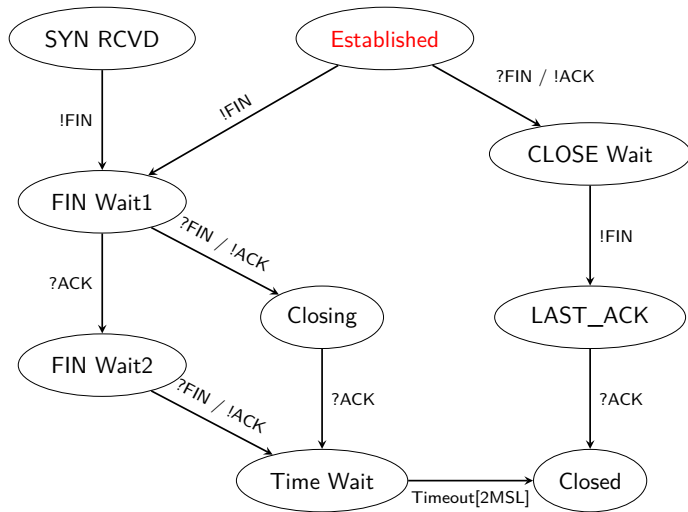 SYN RCVD
Established
?FIN / !ACK
!FIN
!FIN
CLOSE Wait
FIN Wait1
?FIN / !ACK
!FIN
?ACK
Closing
LAST_ACK
FIN Wait2
?FIN / !ACK
?ACK
?ACK
Time Wait
Timeout[2MSL]
Closed